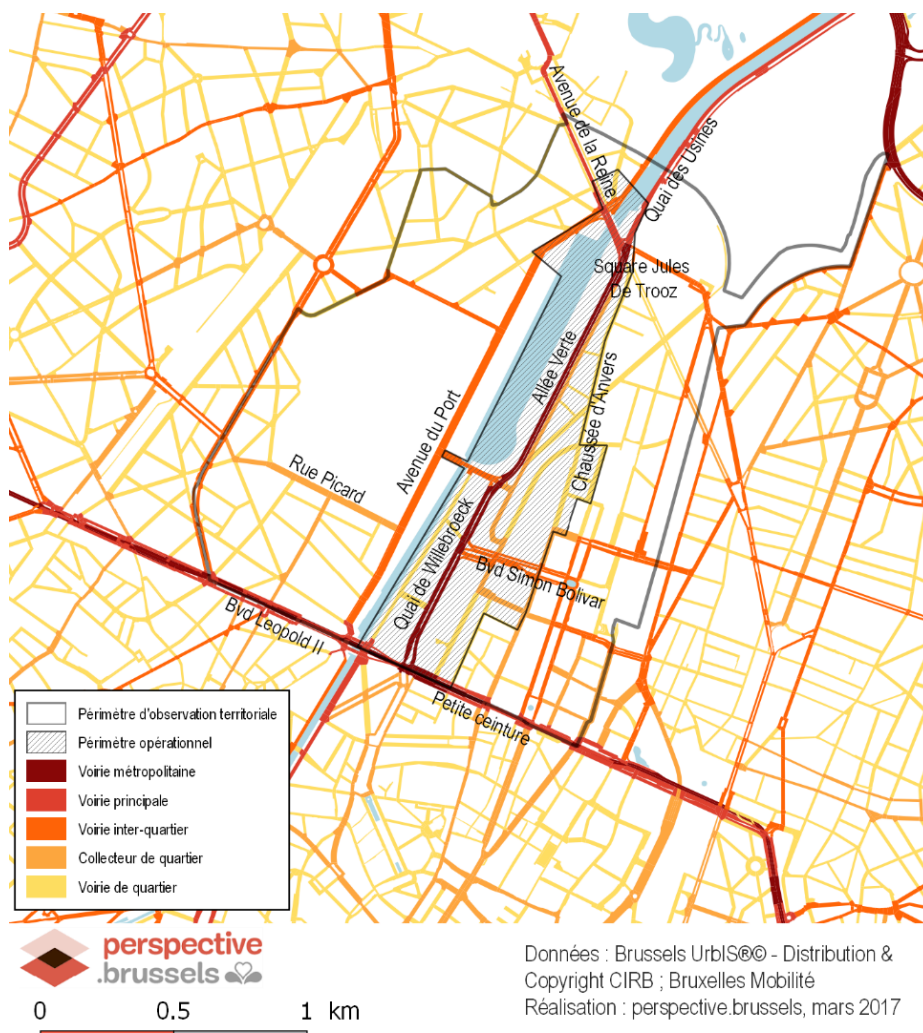 Avenue de la Reine
Quai des Usines
Square Jules
De Trooz
Allée Verte
Chaussée d'Anvers
Avenue du Port
Rue Picard
Quai de Willebroeck
Bvd Simon Bolivar
Bvd Leopold II
Petite ceinture
Périmètre d'observation territoriale
Périmètre opérationnel
Voirie métropolitaine
Voirie principale
Voirie inter-quartier
Collecteur de quartier
Voirie de quartier
perspective
.brussels
Données : Brussels UrbIS®© - Distribution &
Copyright CIRB ; Bruxelles Mobilité
Réalisation : perspective.brussels, mars 2017
0 0.5 1 km